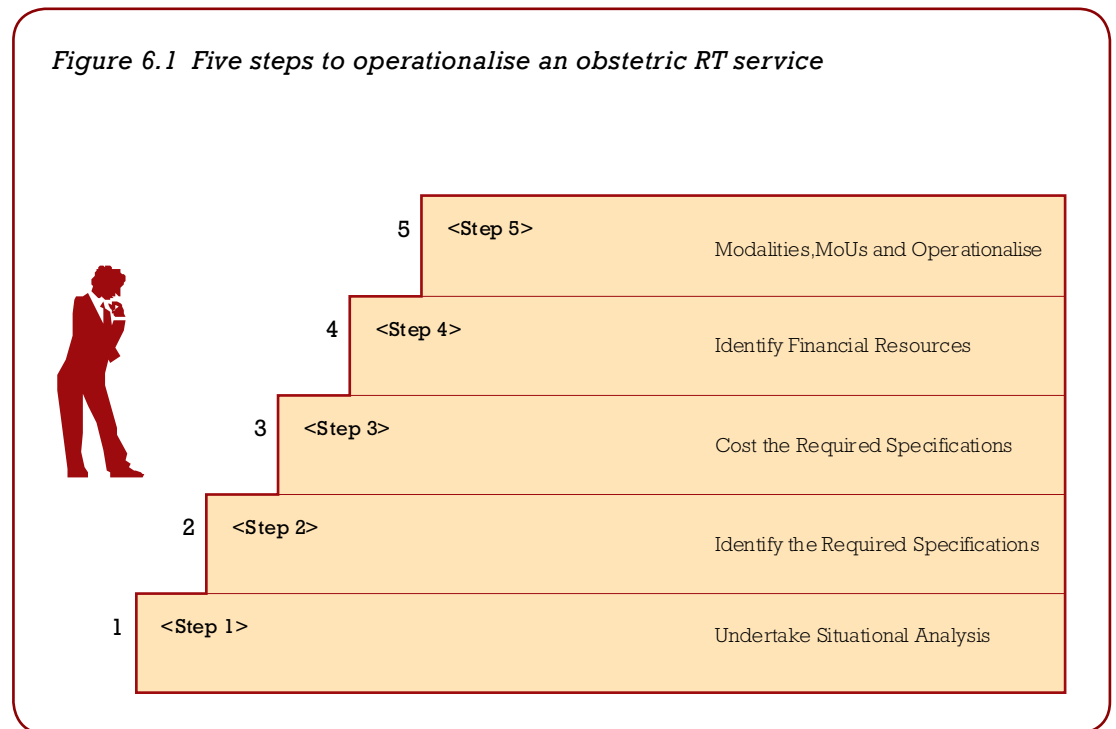 Figure 6.1 Five steps to operationalise an obstetric RT service
5 <Step 5>
Modalities,MoUs and Operationalise
4 <Step 4>
Identify Financial Resources
3 <Step 3>
Cost the Required Specifications
2 <Step 2>
Identify the Required Specifications
1 <Step 1>
Undertake Situational Analysis